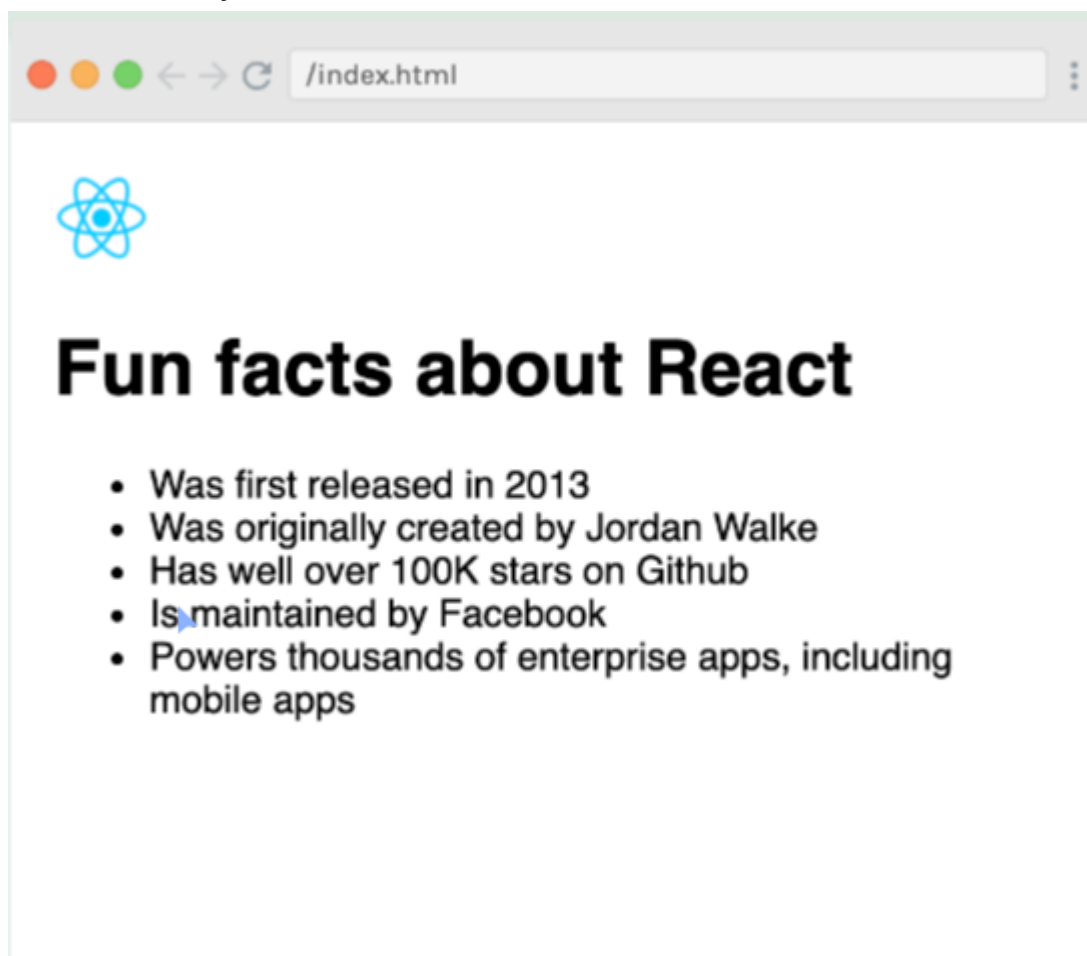 /index.html
Fun facts about React
• Was first released in 2013
• Was originally created by Jordan Walke
• Has well over 100K stars on Github
• Is maintained by Facebook
• Powers thousands of enterprise apps, including
mobile apps